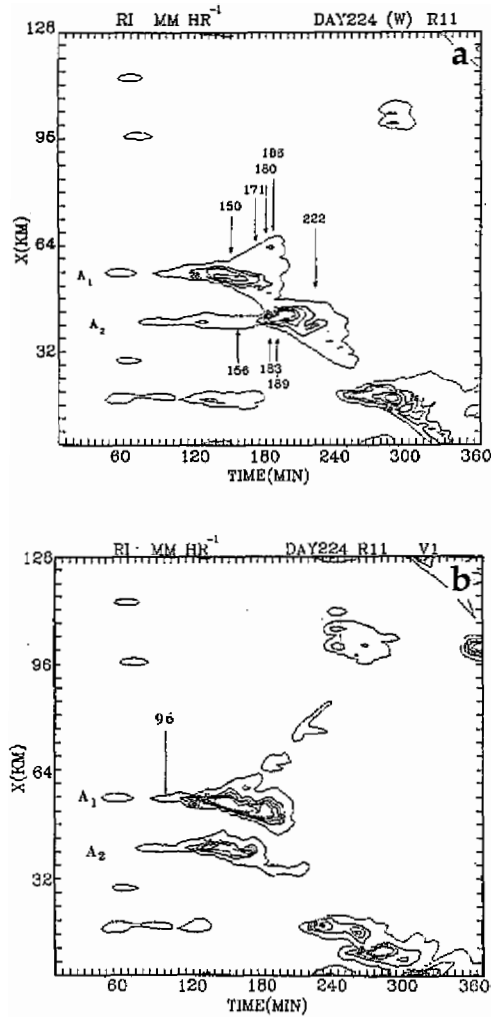 RI MM HR-1 DAY224 (W) R11
a
128
96
64
32
X(KM)
186
180
171
150
222
A1
A2
156
183
189
60 120 180 240 300 360
TIME(MIN)
RI MM HR-1 DAY224 R11 V1
b
128
96
64
32
X(KM)
96
A1
A2
60 120 180 240 300 360
TIME(MIN)